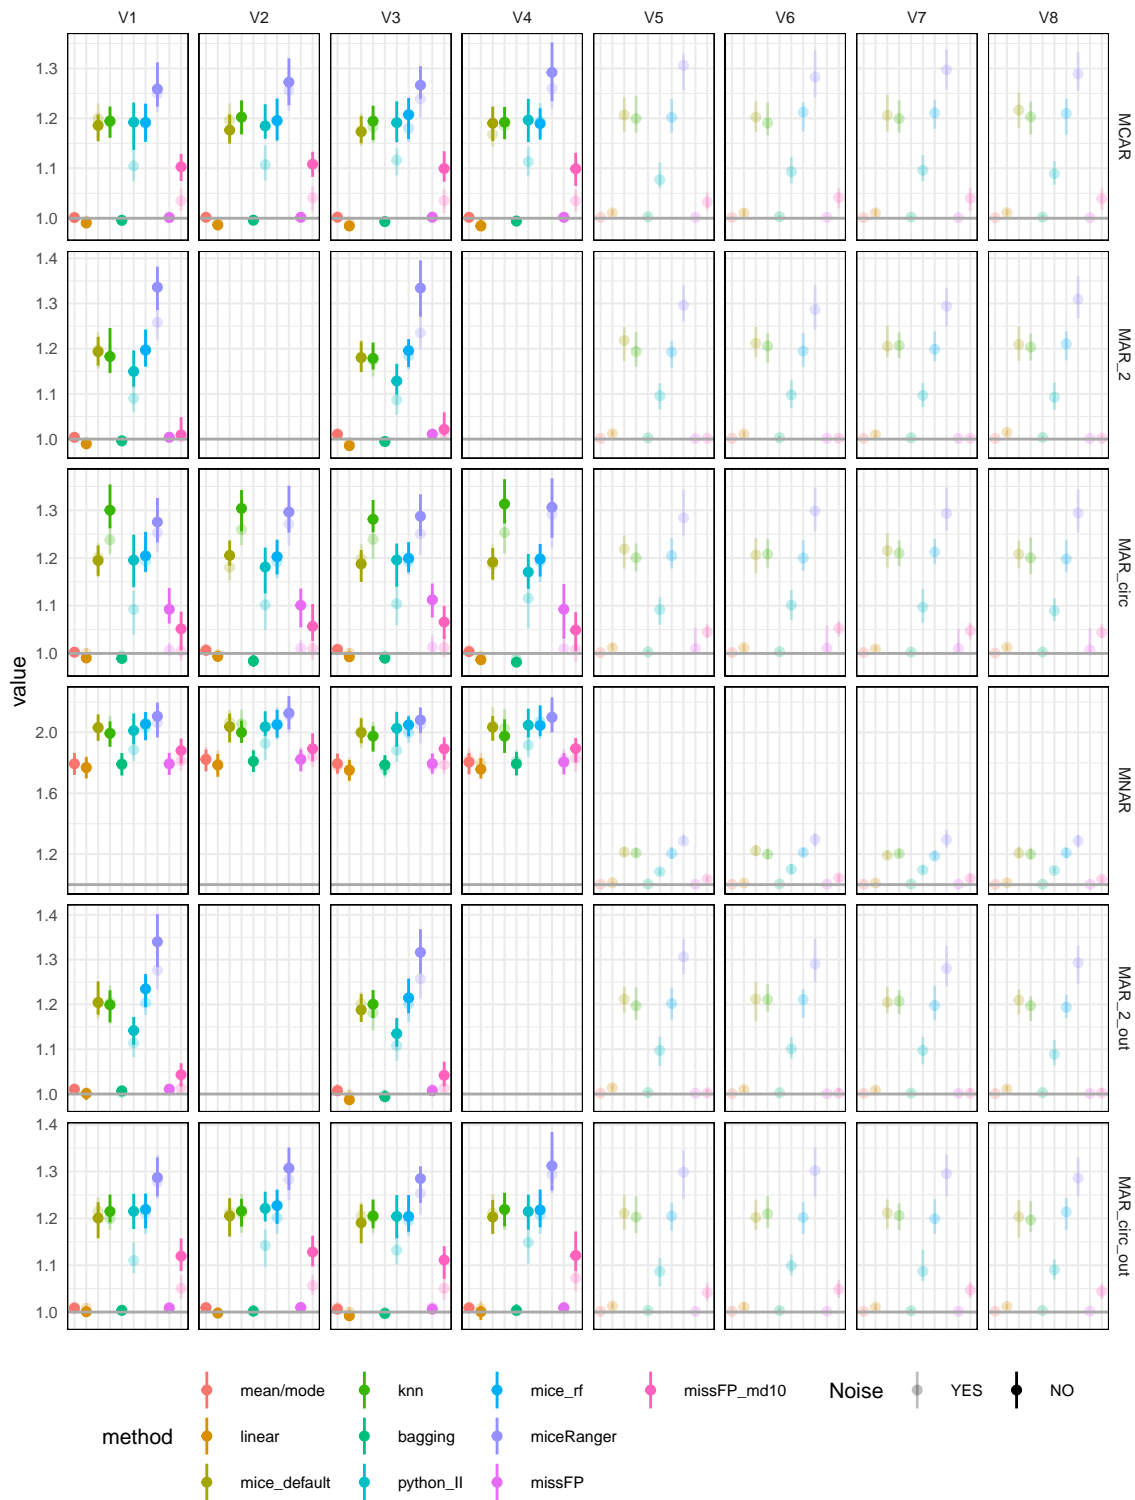 V1 V2 V3 V4 V5 V6 V7 V8
1.3
1.2
1.1
1.0
MCAR
1.4
1.3
1.2
1.1
1.0
MAR_2
1.3
1.2
1.1
1.0
MAR_circ
value
2.0
1.6
1.2
MNAR
1.4
1.3
1.2
1.1
1.0
MAR_2_out
1.4
1.3
1.2
1.1
1.0
MAR_circ_out
method
mean/mode
linear
mice_default
knn
bagging
python_II
mice_rf
miceRanger
missFP
missFP_md10
Noise
YES
NO